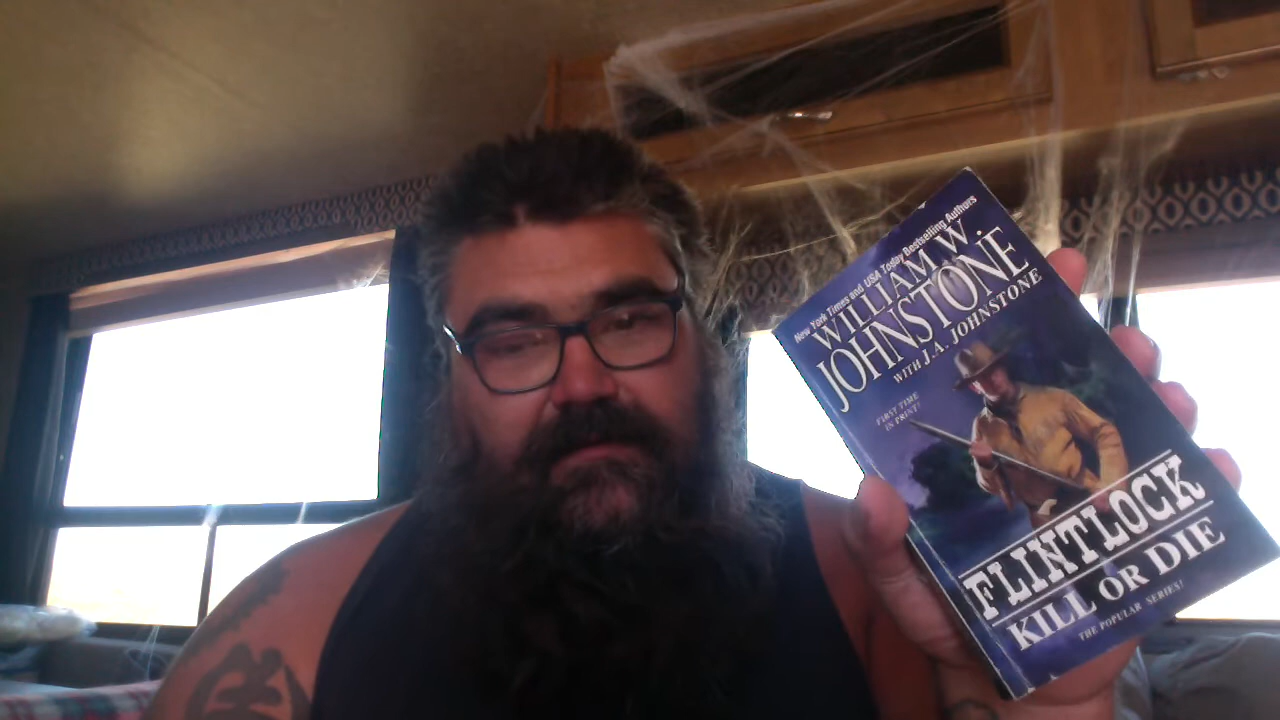 New York Times and USA Today Bestselling Authors
WILLIAM W.
JOHNSTONE
WITH J.A. JOHNSTONE
FIRST TIME
IN PRINT!
FLINTLOCK
KILL OR DIE
THE POPULAR SERIES!